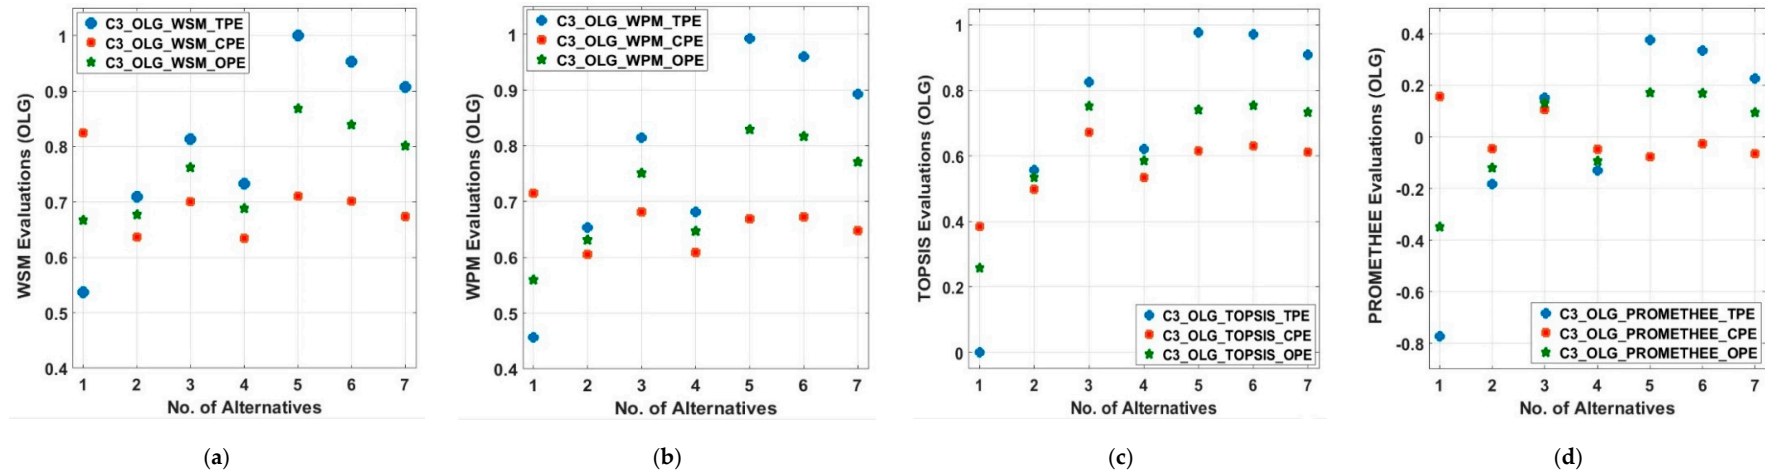 WSM Evaluations (OLG)
C3_OLG_WSM_TPE
C3_OLG_WSM_CPE
C3_OLG_WSM_OPE
1
0.9
0.8
0.7
0.6
0.5
0.4
1 2 3 4 5 6 7
No. of Alternatives
(a)
WPM Evaluations (OLG)
C3_OLG_WPM_TPE
C3_OLG_WPM_CPE
C3_OLG_WPM_OPE
1
0.9
0.8
0.7
0.6
0.5
0.4
1 2 3 4 5 6 7
No. of Alternatives
(b)
TOPSIS Evaluations (OLG)
1
0.8
0.6
0.4
0.2
0
C3_OLG_TOPSIS_TPE
C3_OLG_TOPSIS_CPE
C3_OLG_TOPSIS_OPE
1 2 3 4 5 6 7
No. of Alternatives
(c)
PROMETHEE Evaluations (OLG)
0.4
0.2
0
-0.2
-0.4
-0.6
-0.8
C3_OLG_PROMETHEE_TPE
C3_OLG_PROMETHEE_CPE
C3_OLG_PROMETHEE_OPE
1 2 3 4 5 6 7
No. of Alternatives
(d)